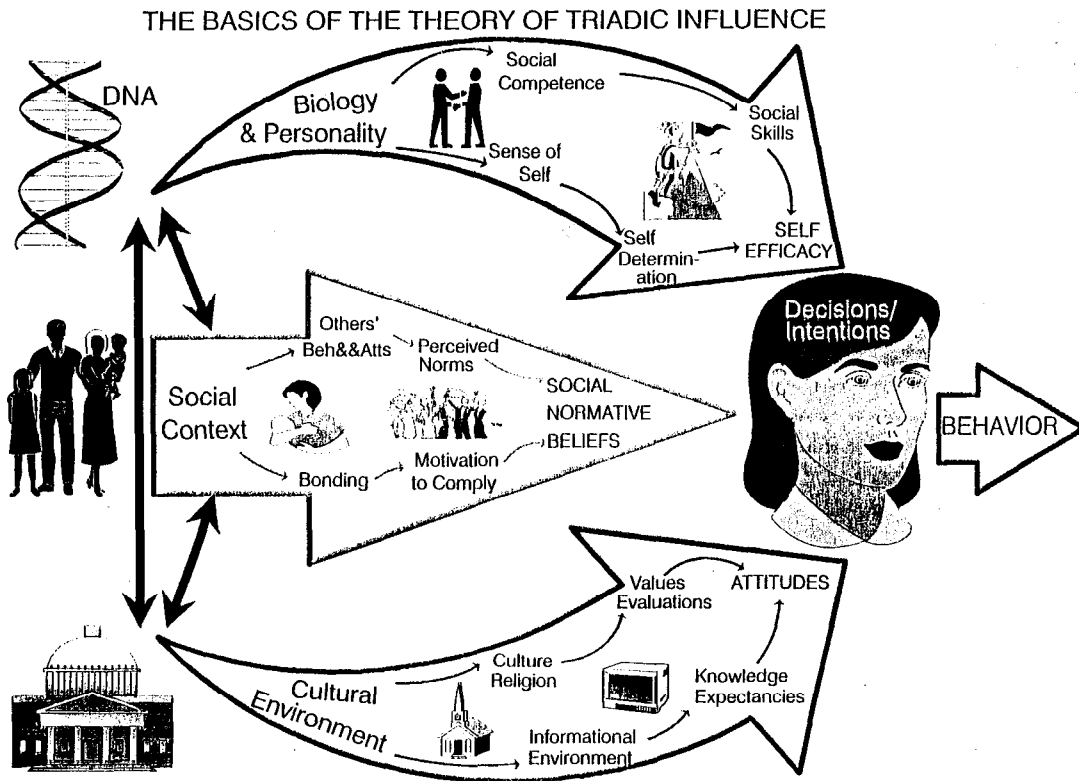 THE BASICS OF THE THEORY OF TRIADIC INFLUENCE
DNA
Biology
& Personality
Social
Competence
Sense of
Self
Social
Skills
Self
Determin-
ation
SELF
EFFICACY
Social
Context
Others'
Beh&&Atts
Perceived
Norms
Bonding
Motivation
to Comply
SOCIAL
NORMATIVE
BELIEFS
Decisions/
Intentions
BEHAVIOR
Cultural
Environment
Culture
Religion
Informational
Environment
Values
Evaluations
Knowledge
Expectancies
ATTITUDES